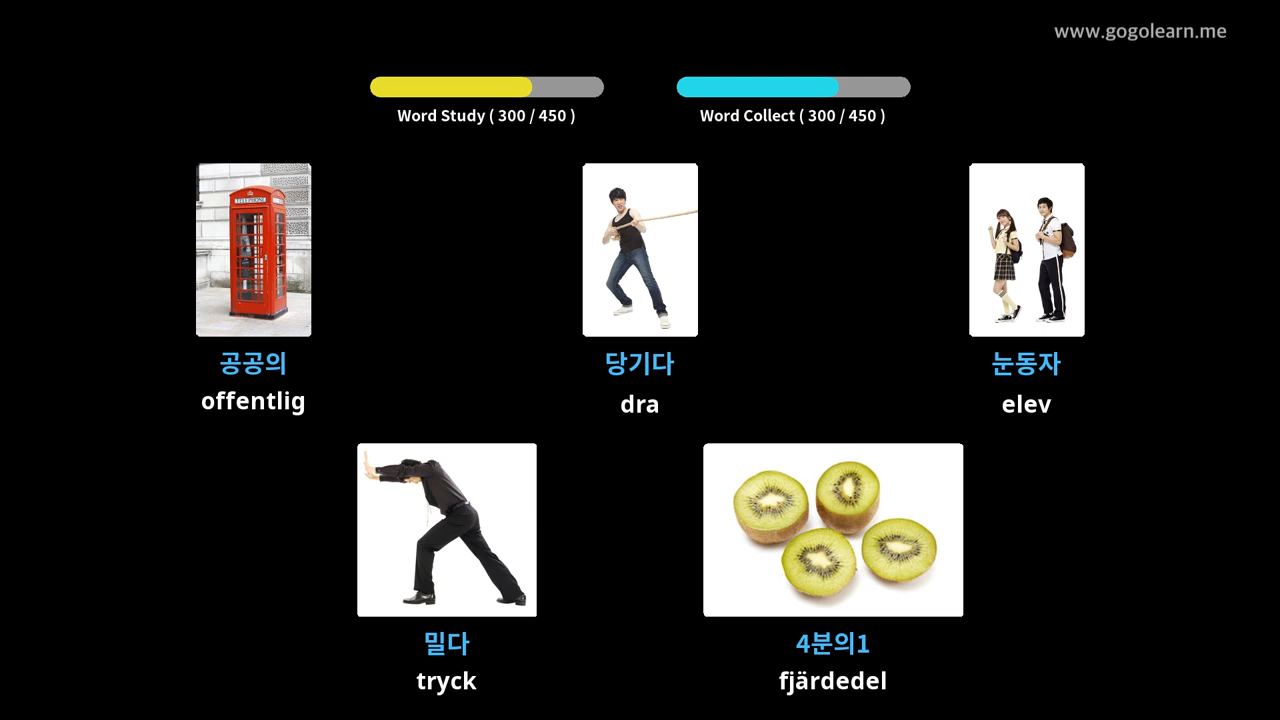 www.gogolearn.me
Word Study ( 300 / 450 )
Word Collect ( 300 / 450 )
TELEPHONE
공공의
offentlig
당기다
dra
눈동자
elev
밀다
tryck
4분의1
fjärdedel